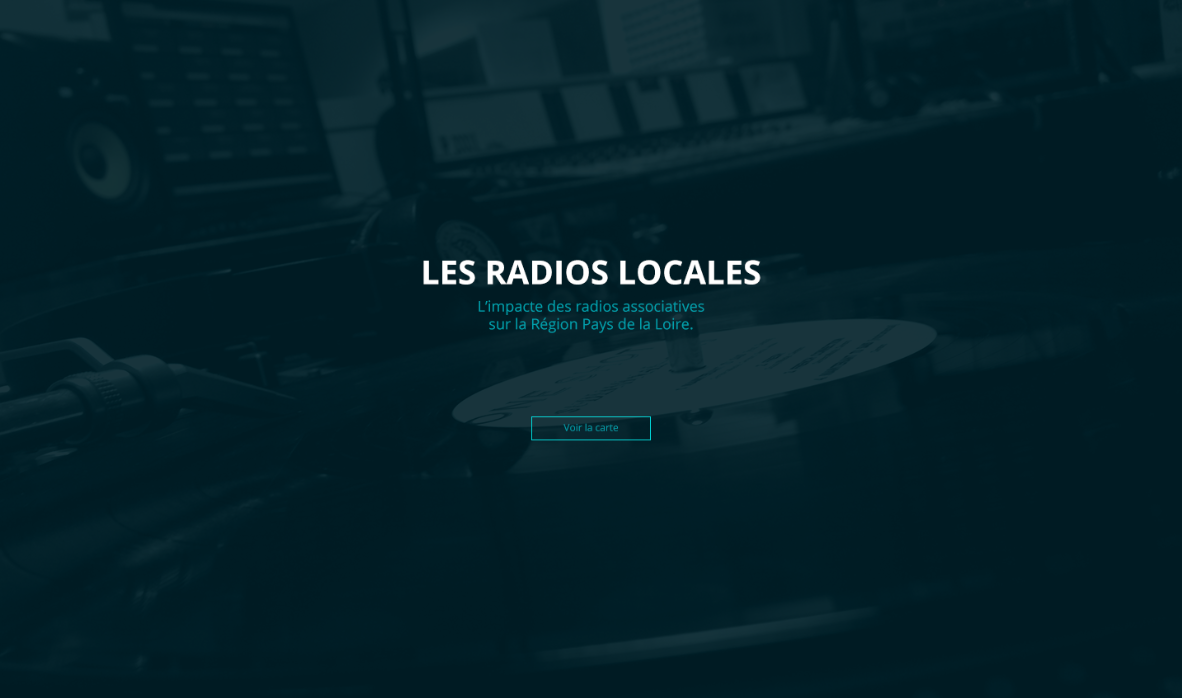 LES RADIOS LOCALES
L'impacte des radios associatives
sur la Région Pays de la Loire.
Voir la carte